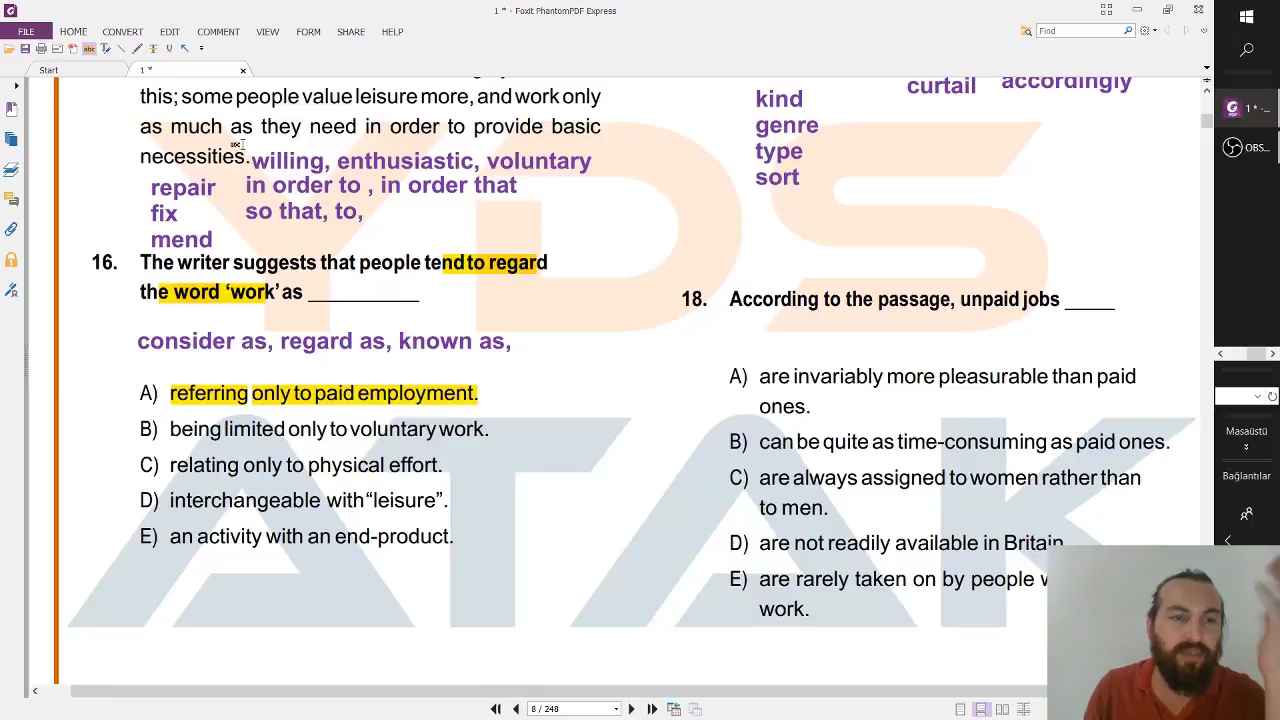 1 * - Foxit PhantomPDF Express
FILE HOME CONVERT EDIT COMMENT VIEW FORM SHARE HELP
Find
Start 1 *
this; some people value leisure more, and work only
as much as they need in order to provide basic
necessities. willing, enthusiastic, voluntary
repair in order to , in order that
fix so that, to,
mend
16. The writer suggests that people tend to regard
the word ‘work’ as __________
consider as, regard as, known as,
A) referring only to paid employment.
B) being limited only to voluntary work.
C) relating only to physical effort.
D) interchangeable with “leisure”.
E) an activity with an end-product.
curtail accordingly
kind
genre
type
sort
18. According to the passage, unpaid jobs _____
A) are invariably more pleasurable than paid
ones.
B) can be quite as time-consuming as paid ones.
C) are always assigned to women rather than
to men.
D) are not readily available in Britain
E) are rarely taken on by people
work.
YDS
ATAK
8 / 248
1 * -...
OBS...
Masaüstü
Bağlantılar